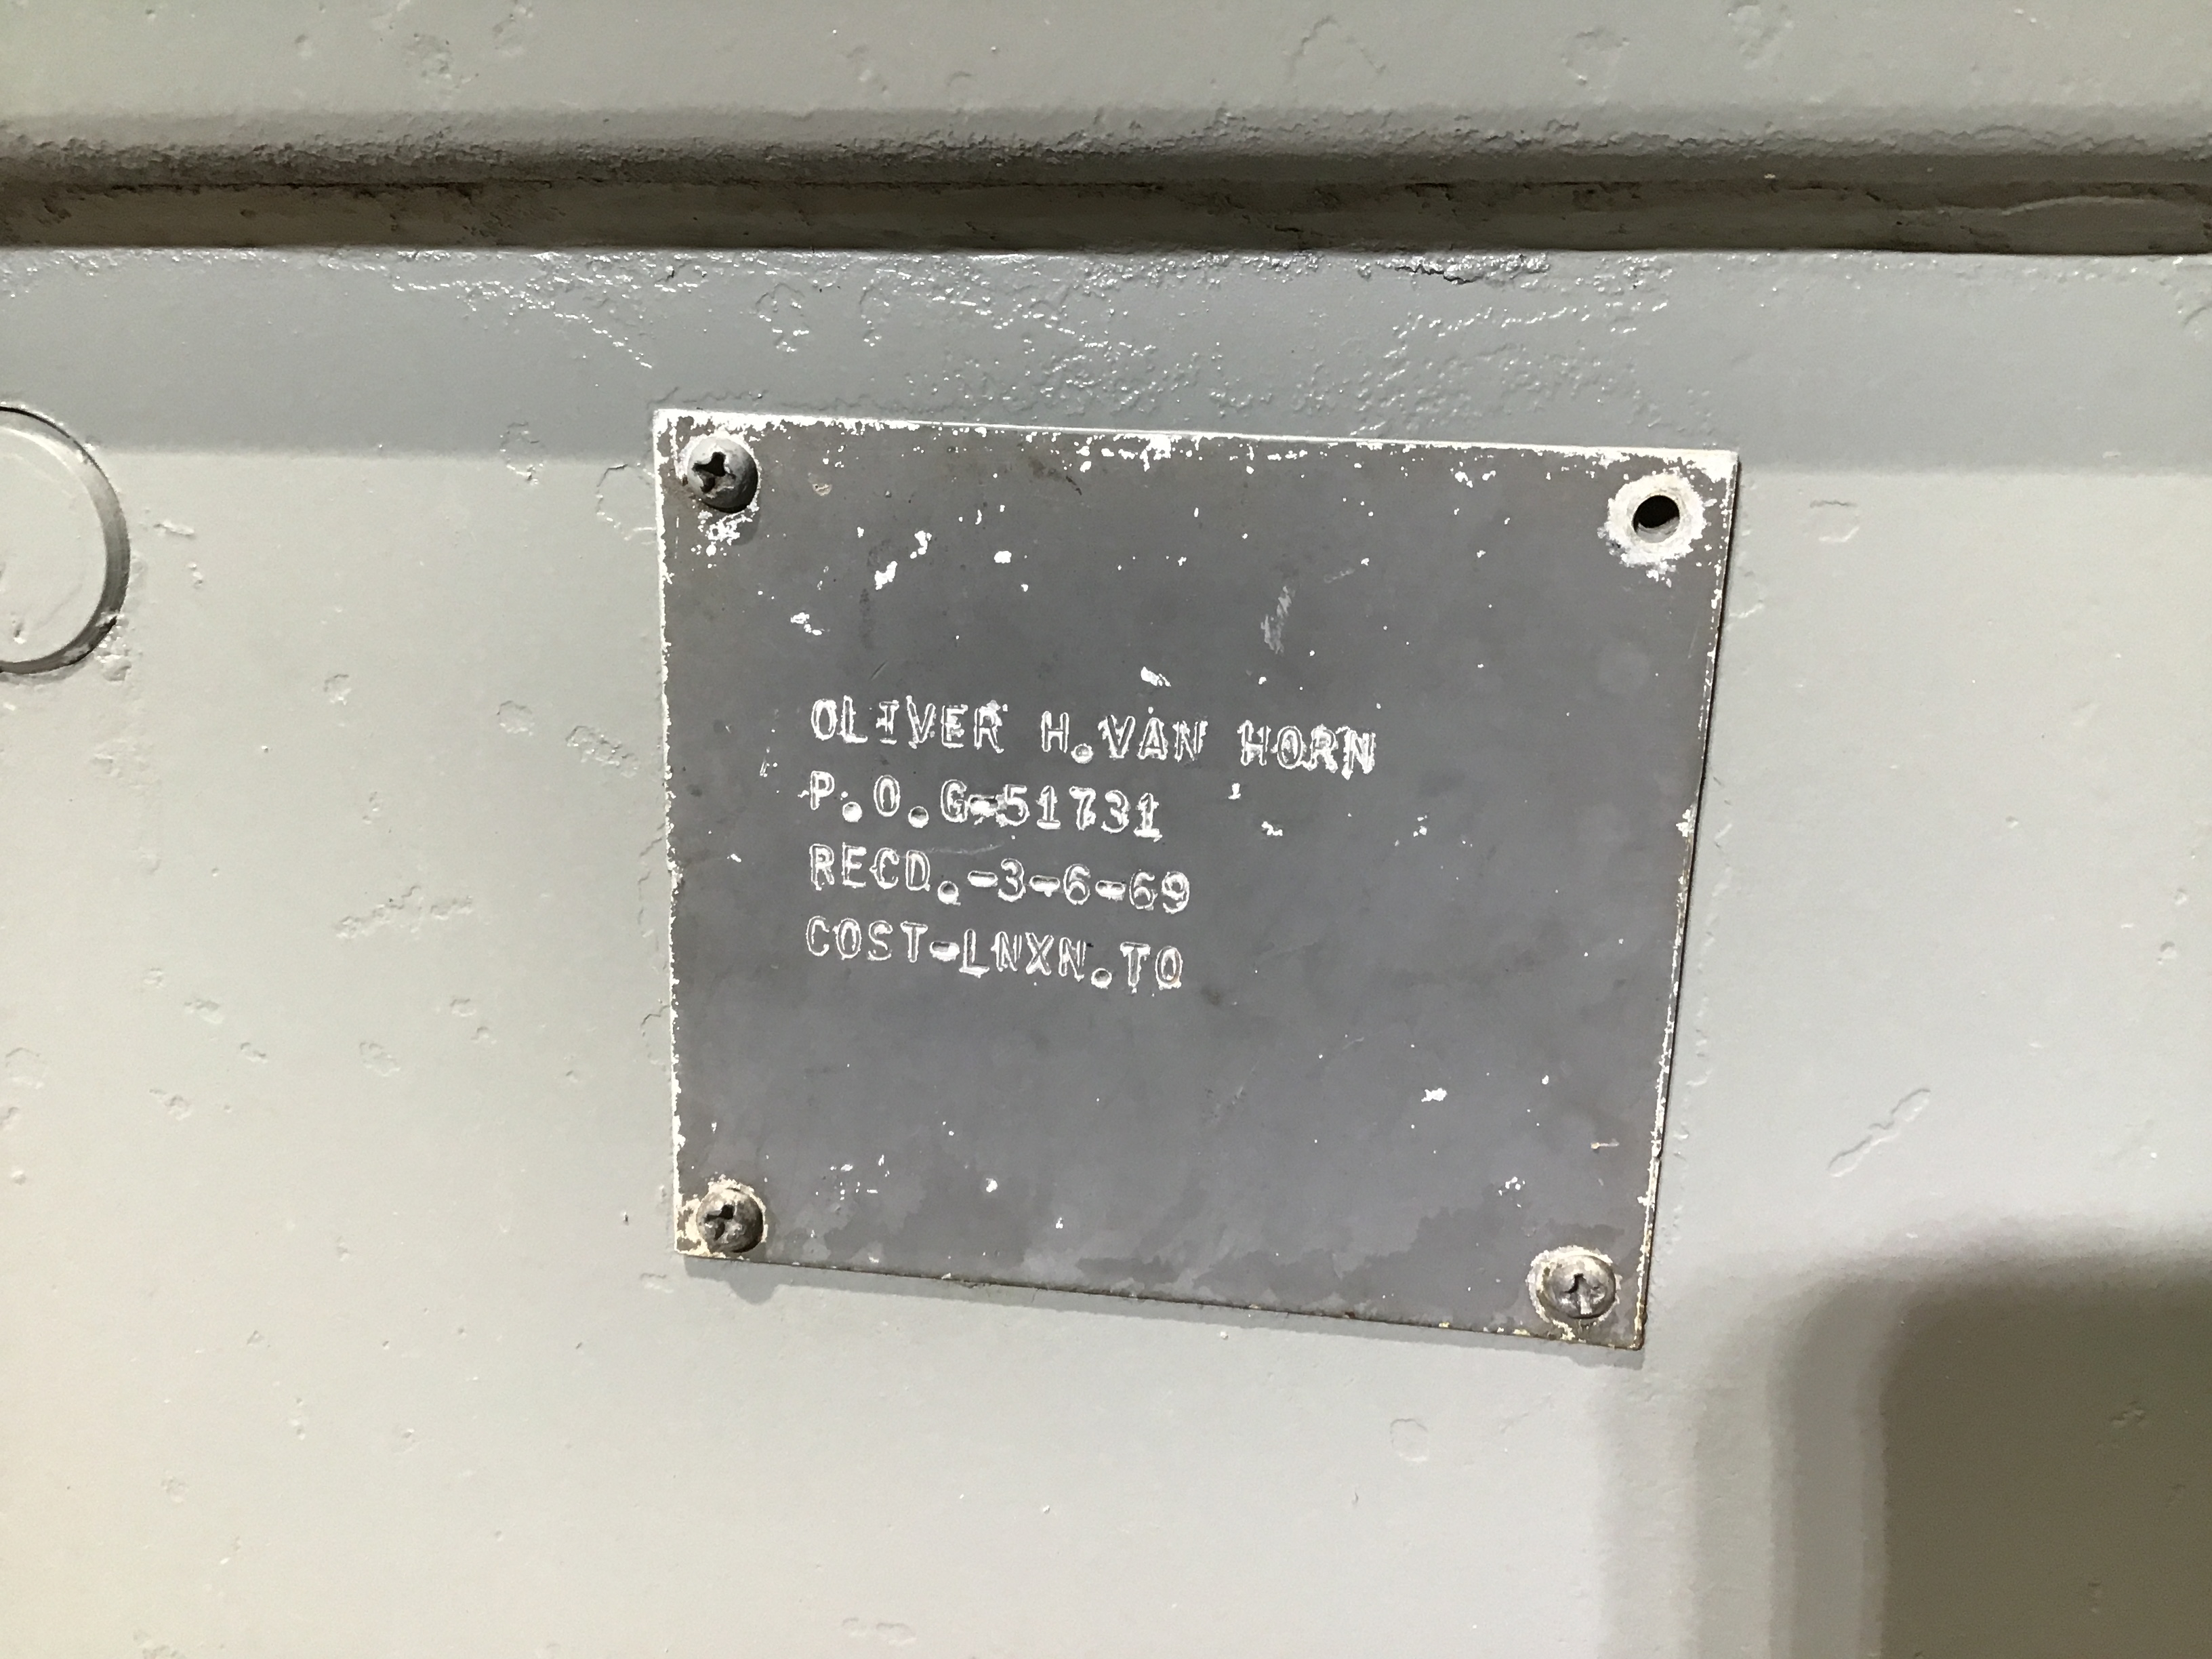 OLIVER H.VAN HORN
P.O.G-51731
RECD.-3-6-69
COST-LNXN.TO